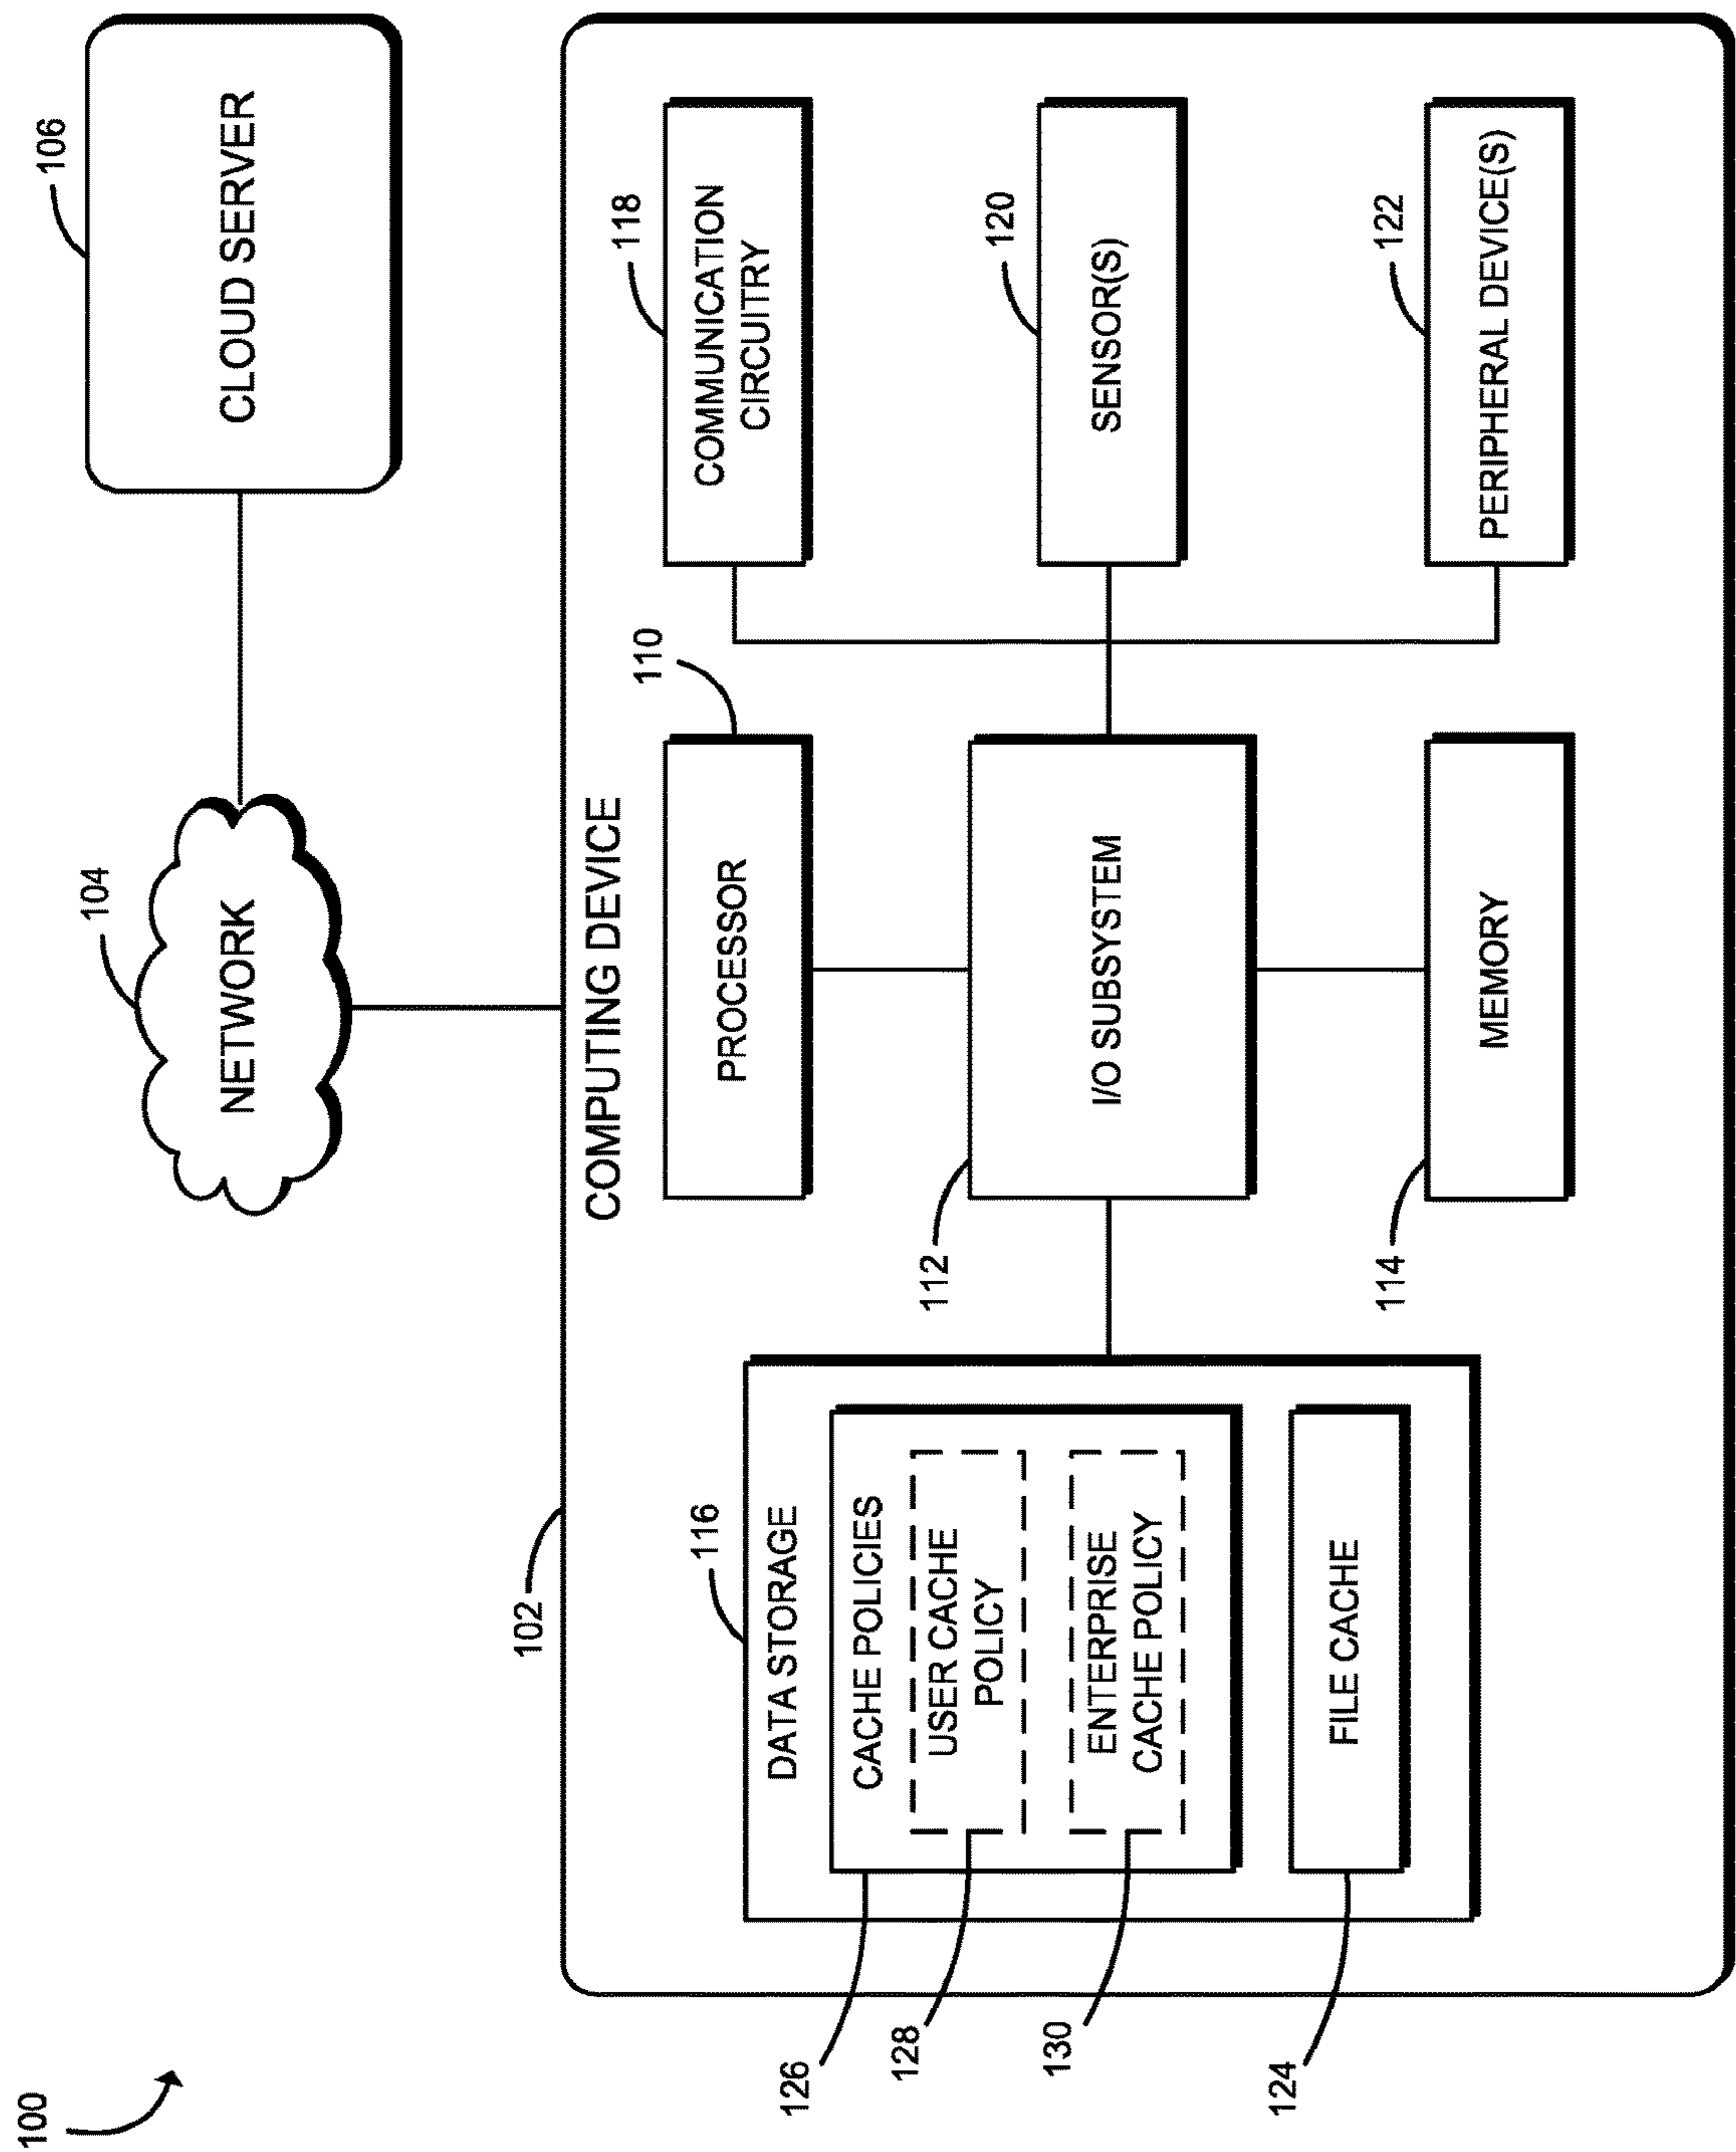 100
104
NETWORK
106
CLOUD SERVER
102
COMPUTING DEVICE
116
DATA STORAGE
126
CACHE POLICIES
128
USER CACHE
POLICY
130
ENTERPRISE
CACHE POLICY
124
FILE CACHE
110
PROCESSOR
112
I/O SUBSYSTEM
114
MEMORY
118
COMMUNICATION
CIRCUITRY
120
SENSOR(S)
122
PERIPHERAL DEVICE(S)